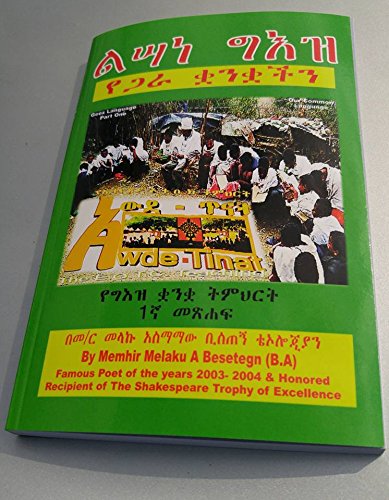 ልሣነ ግእዝ
የጋራ ቋንቋችን
Geez Language
Part One
Our Common
Language
አውደ - ጥናት
Awde-Tinat
የግእዝ ቋንቋ ትምህርት
1ኛ መጽሐፍ
በመ/ር መላኩ አስማማው ቢሰጠኝ ቴኦሎጂያን
By Memhir Melaku A Besetegn (B.A)
Famous Poet of the years 2003- 2004 & Honored
Recipient of The Shakespeare Trophy of Excellence